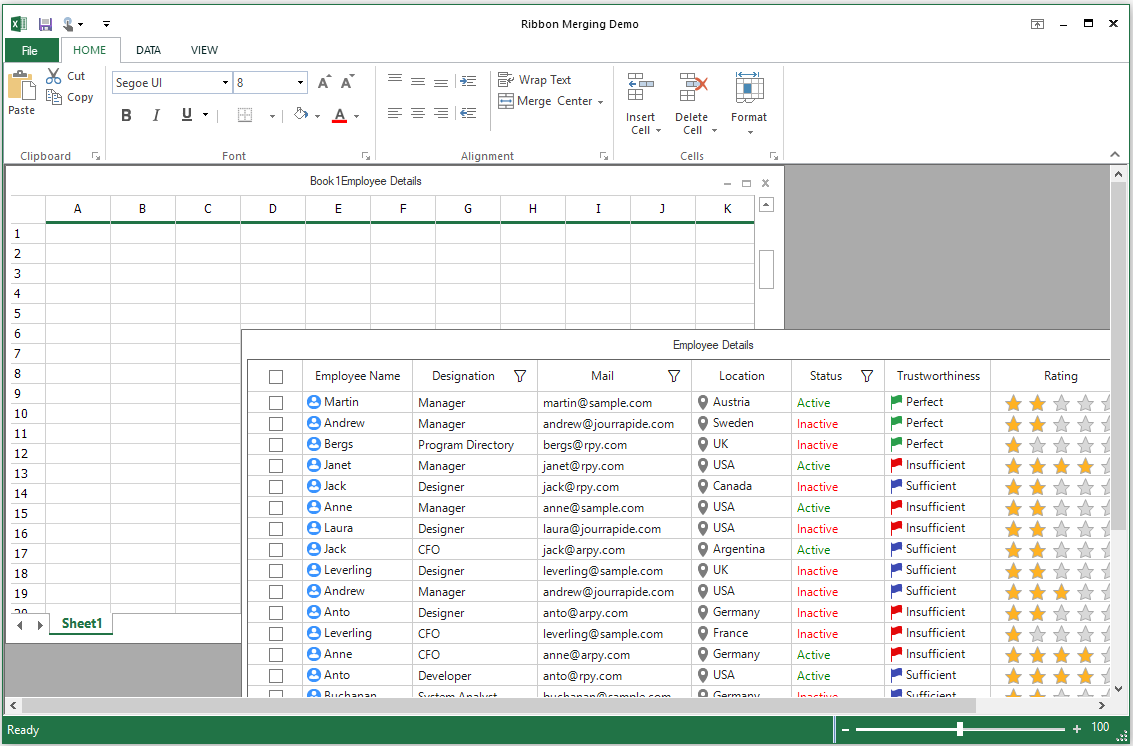 Ribbon Merging Demo
File HOME DATA VIEW
Paste Cut Copy
Segoe UI 8 A A
B I U A
Wrap Text
Merge Center
Insert Cell Delete Cell Format
Clipboard Font Alignment Cells
Book1Employee Details
A B C D E F G H I J K
1
2
3
4
5
6
7
8
9
10
11
12
13
14
15
16
17
18
19
20
Sheet1
Employee Details
Employee Name Designation Mail Location Status Trustworthiness Rating
Martin Manager martin@sample.com Austria Active Perfect
Andrew Manager andrew@jourrapide.com Sweden Inactive Perfect
Bergs Program Directory bergs@rpy.com UK Inactive Perfect
Janet Manager janet@rpy.com USA Active Insufficient
Jack Designer jack@rpy.com Canada Inactive Sufficient
Anne Manager anne@sample.com USA Active Insufficient
Laura Designer laura@jourrapide.com USA Inactive Insufficient
Jack CFO jack@arpy.com Argentina Active Sufficient
Leverling Designer leverling@sample.com UK Inactive Sufficient
Andrew Manager andrew@jourrapide.com USA Inactive Sufficient
Anto Designer anto@arpy.com Germany Inactive Insufficient
Leverling CFO leverling@sample.com France Inactive Insufficient
Anne CFO anne@arpy.com Germany Active Insufficient
Anto Developer anto@rpy.com USA Active Sufficient
Buchanan System Analyst buchanan@sample.com Germany Inactive Sufficient
Ready 100